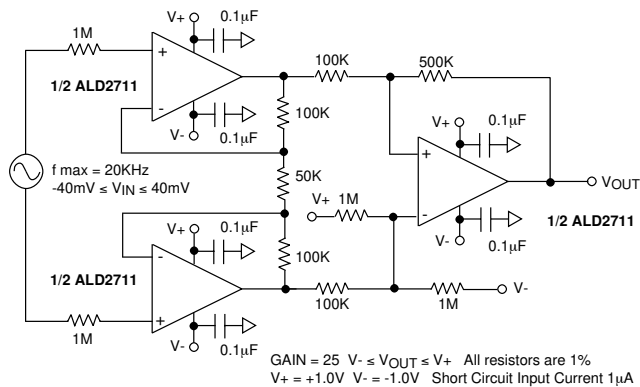 V+
0.1µF
1M
+
1/2 ALD2711
-
V-
0.1µF
100K
100K
500K
f max = 20KHz
-40mV ≤ VIN ≤ 40mV
50K
V+
0.1µF
+
-
VOUT
V-
0.1µF
1/2 ALD2711
V+
1M
V+
0.1µF
-
1/2 ALD2711
+
V-
0.1µF
1M
100K
100K
1M
V-
GAIN = 25 V- ≤ VOUT ≤ V+ All resistors are 1%
V+ = +1.0V V- = -1.0V Short Circuit Input Current 1µA